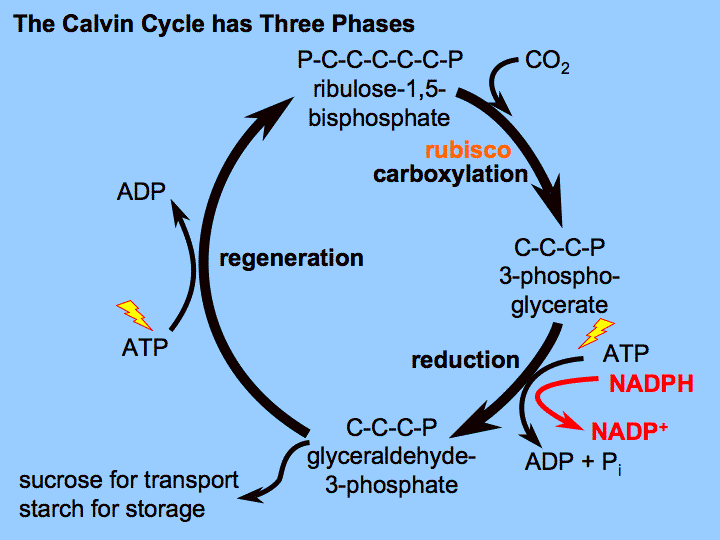 The Calvin Cycle has Three Phases
P-C-C-C-C-C-P
ribulose-1,5-
bisphosphate
CO₂
rubisco
carboxylation
C-C-C-P
3-phospho-
glycerate
ATP
NADPH
NADP⁺
ADP + Pᵢ
reduction
C-C-C-P
glyceraldehyde-
3-phosphate
sucrose for transport
starch for storage
regeneration
ATP
ADP